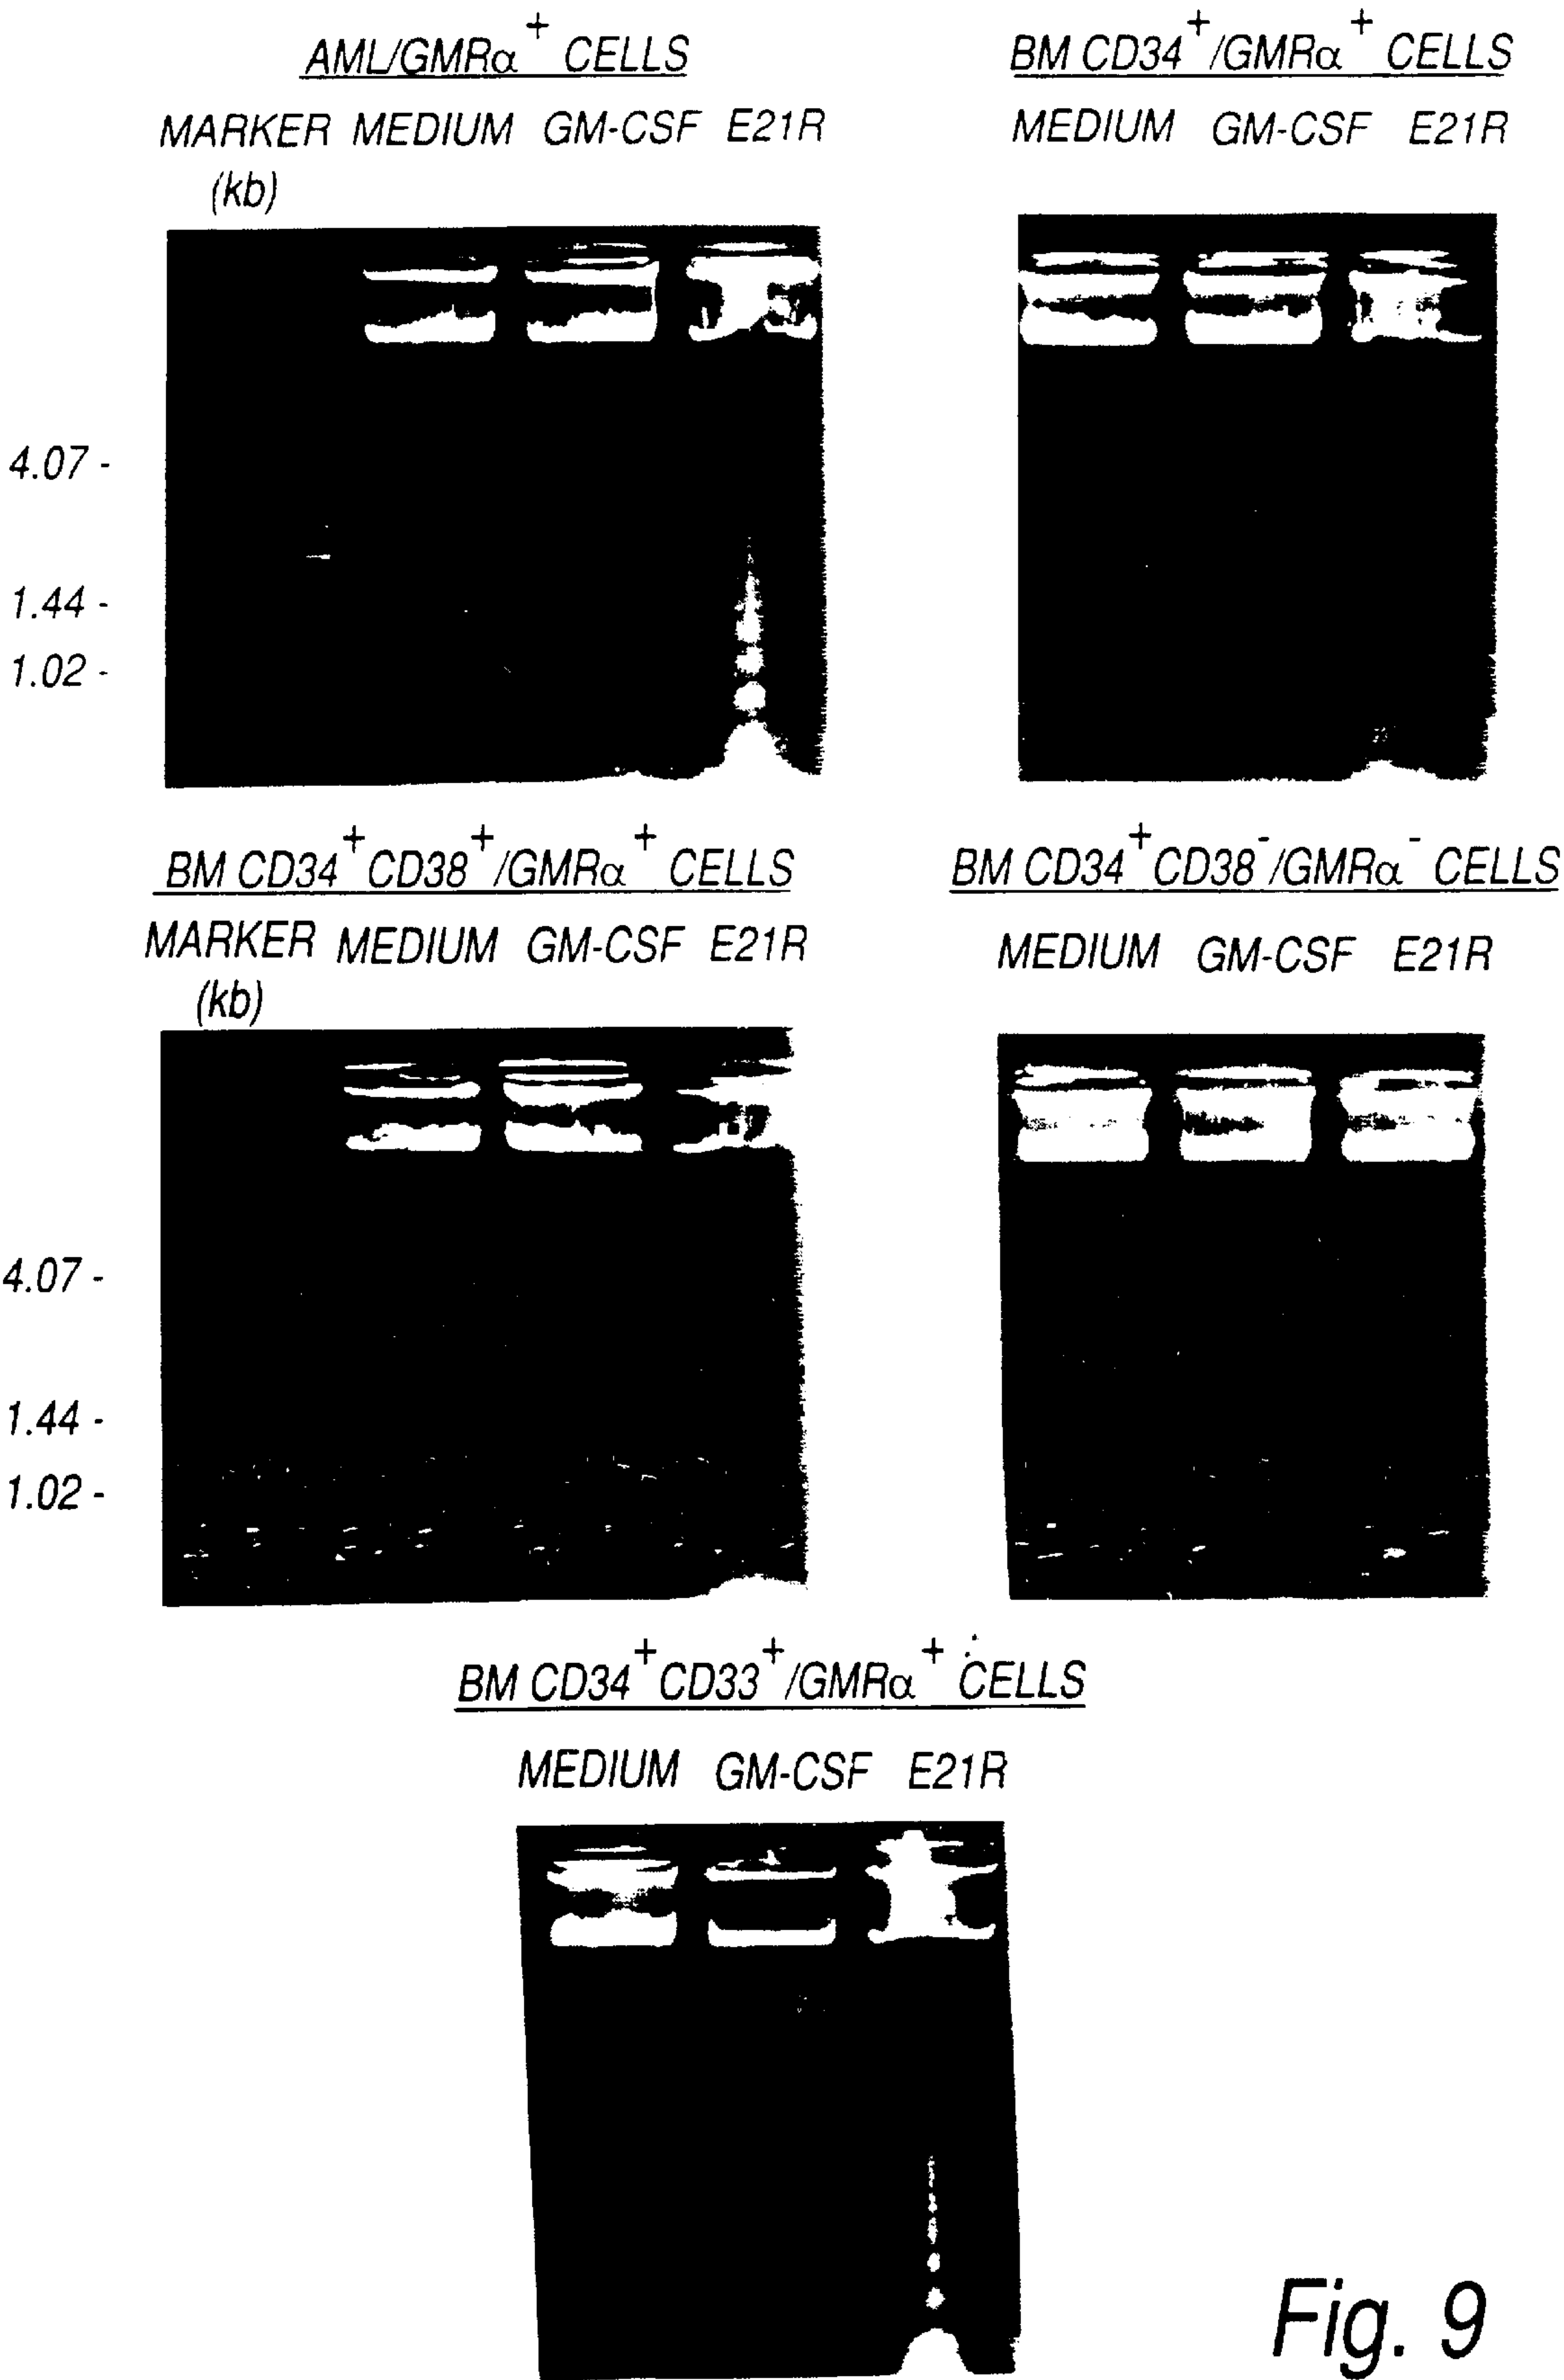 AML/GMRα⁺ CELLS
MARKER MEDIUM GM-CSF E21R
(kb)
4.07 -
1.44 -
1.02 -
BM CD34⁺/GMRα⁺ CELLS
MEDIUM GM-CSF E21R
BM CD34⁺CD38⁺/GMRα⁺ CELLS
MARKER MEDIUM GM-CSF E21R
(kb)
4.07 -
1.44 -
1.02 -
BM CD34⁺CD38⁻/GMRα⁻ CELLS
MEDIUM GM-CSF E21R
BM CD34⁺CD33⁺/GMRα⁺ CELLS
MEDIUM GM-CSF E21R
Fig. 9